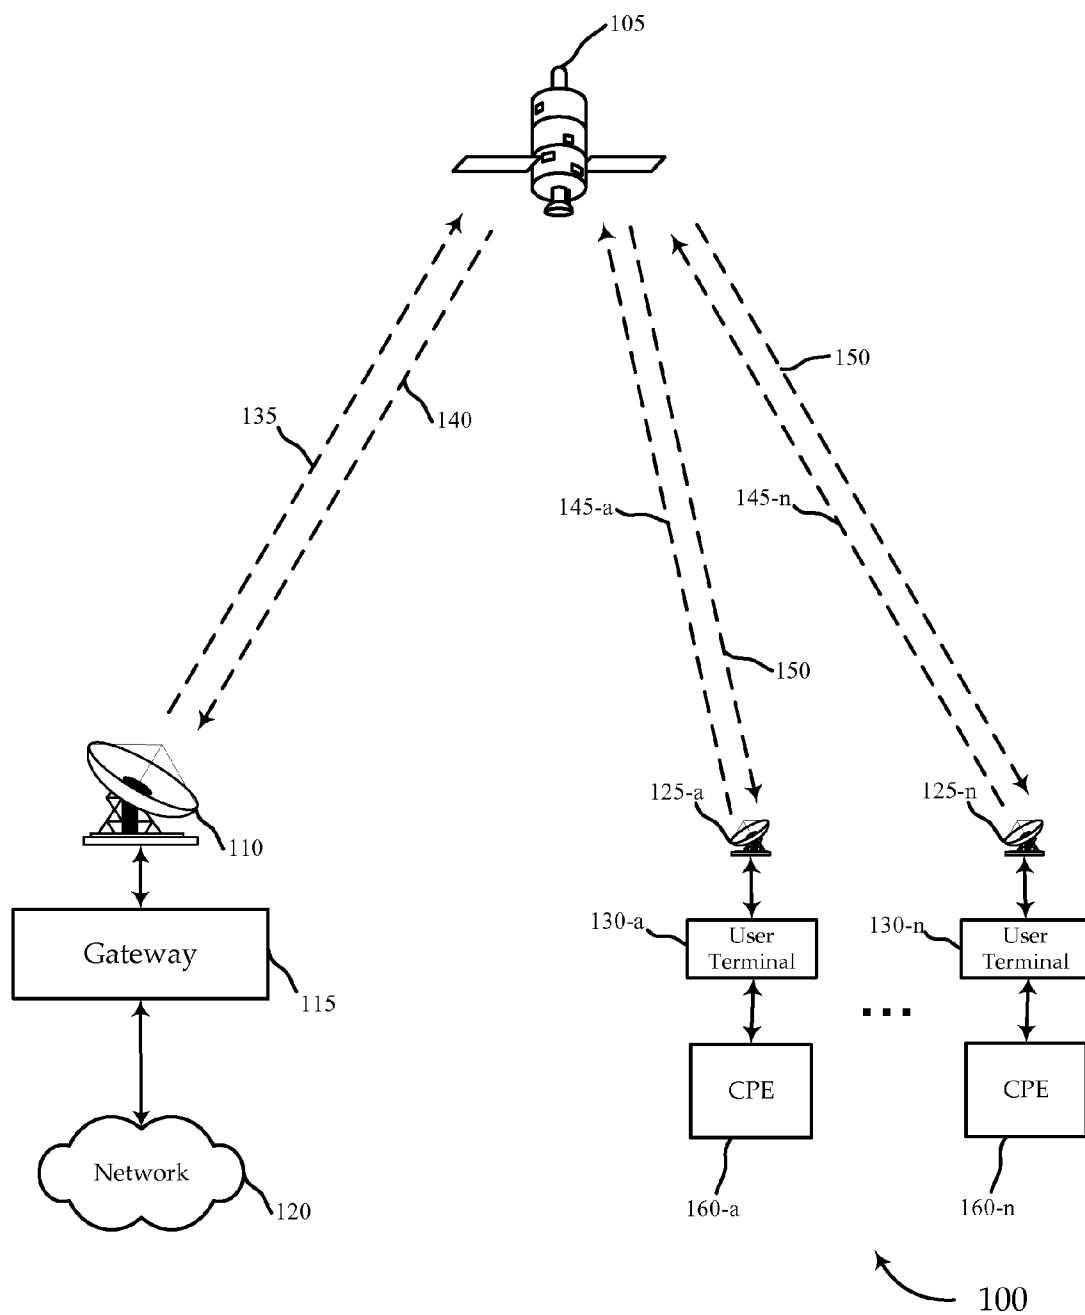 105
150
135
140
145-a
145-n
150
125-a
125-n
110
130-a
User
Terminal
130-n
User
Terminal
Gateway
115
...
CPE
CPE
Network
120
160-a
160-n
100